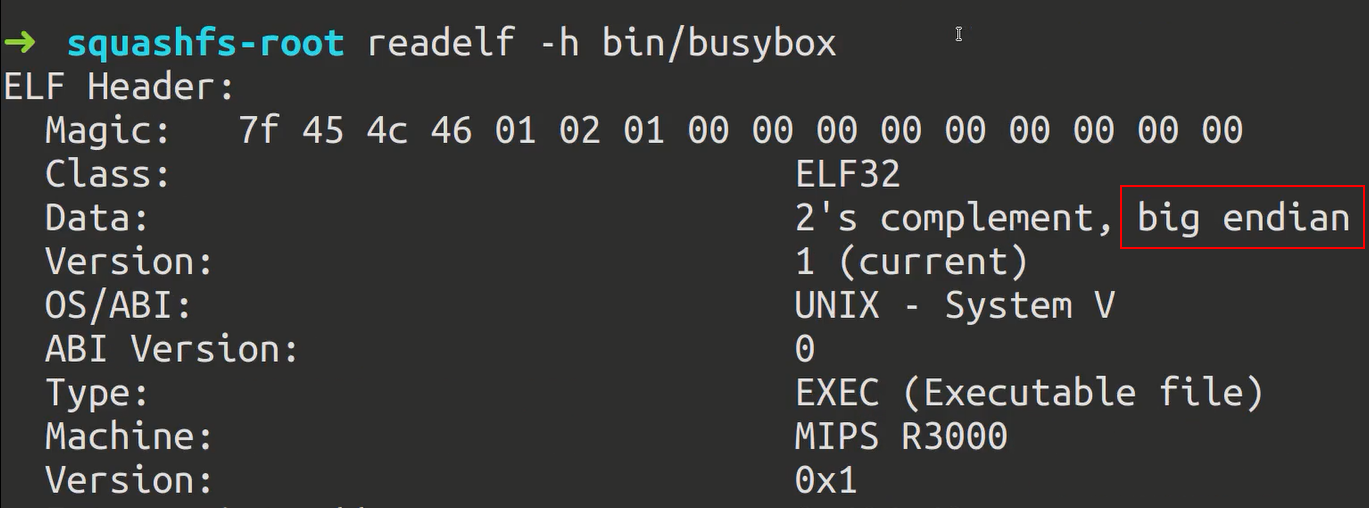 ➜ squashfs-root readelf -h bin/busybox
ELF Header:
  Magic:   7f 45 4c 46 01 02 01 00 00 00 00 00 00 00 00 00
  Class:                             ELF32
  Data:                              2's complement, big endian
  Version:                           1 (current)
  OS/ABI:                            UNIX - System V
  ABI Version:                       0
  Type:                              EXEC (Executable file)
  Machine:                           MIPS R3000
  Version:                           0x1